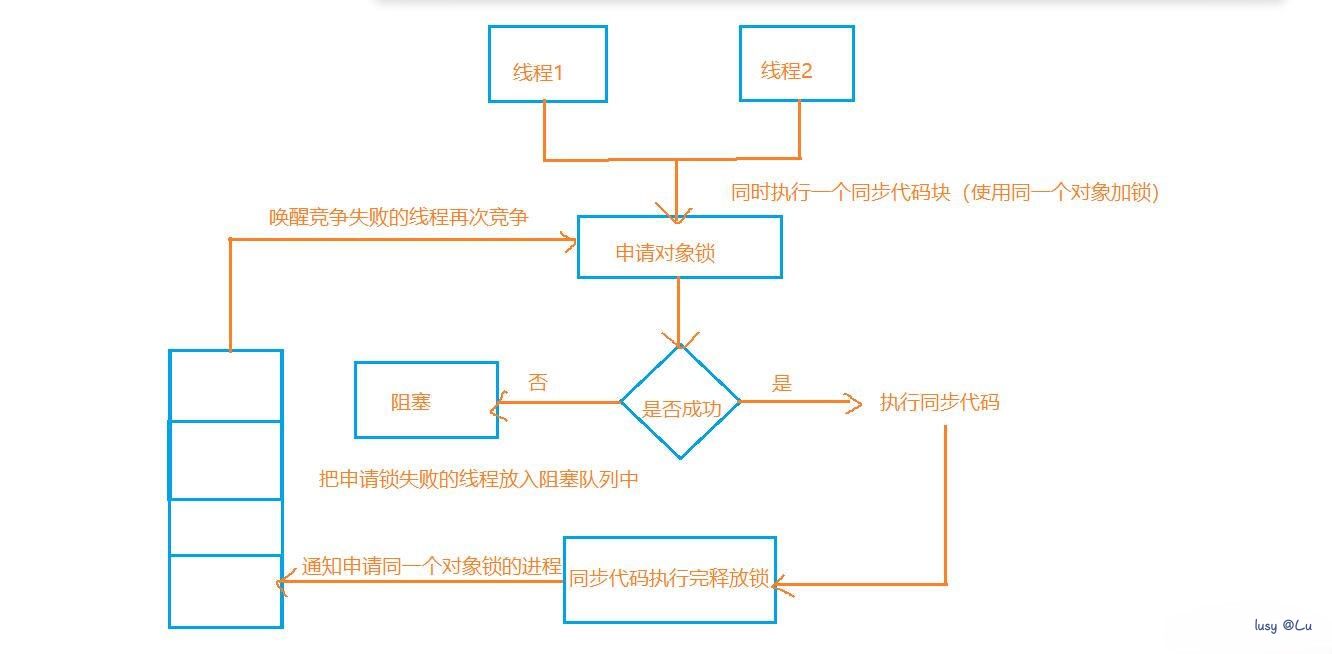 线程1
线程2
同时执行一个同步代码块（使用同一个对象加锁）
唤醒竞争失败的线程再次竞争
申请对象锁
否
是
阻塞
是否成功
执行同步代码
把申请锁失败的线程放入阻塞队列中
通知申请同一个对象锁的进程
同步代码执行完释放锁
lusy @Lu